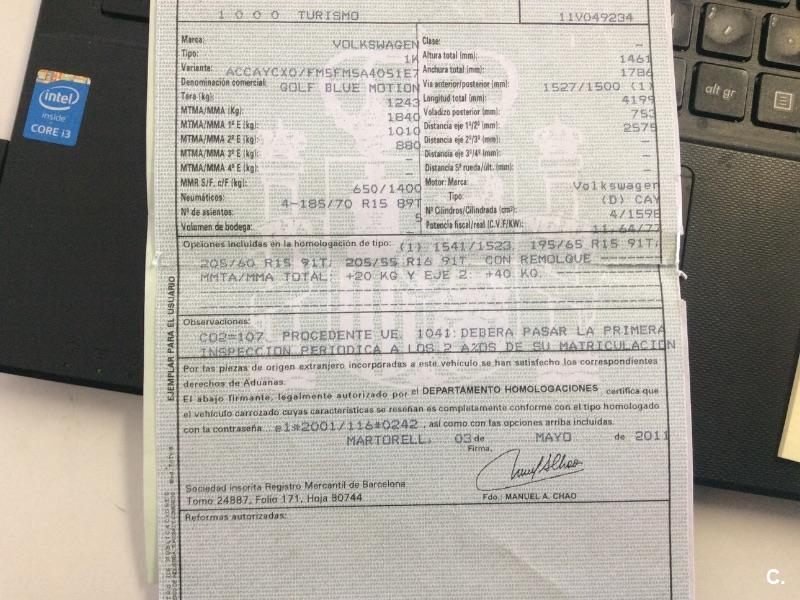 1000 TURISMO
11V049234
Marca: VOLKSWAGEN
Tipo: 1K
Variante: ACCAYCX0/FM5FM5A4051E7
Denominación comercial: GOLF BLUE MOTION
Tara (kg): 1243
MTMA/MMA (Kg): 1840
MTMA/MMA 1ª E (kg): 1010
MTMA/MMA 2ª E (kg): 880
MTMA/MMA 3ª E (kg): —
MTMA/MMA 4ª E (kg): —
MMR S/F. c/F (kg): 650/1400
Neumáticos: 4-185/70 R15 89T
Nº de asientos: 5
Volumen de bodega: —
Clase: —
Altura total (mm): 1461
Anchura total (mm): 1786
Vía anterior/posterior (mm): 1527/1500 (1)
Longitud total (mm): 4199
Voladizo posterior (mm): 753
Distancia eje 1º/2º (mm): 2575
Distancia eje 2º/3º (mm): —
Distancia eje 3º/4º (mm): —
Distancia 5ª rueda/últ. (mm): —
Motor: Marca: Volkswagen
Tipo: (D) CAY
Nº Cilindros/Cilindrada (cm³): 4/1598
Potencia fiscal/real (C.V.F/KW): 11,64/77
Opciones incluidas en la homologación de tipo: (1) 1541/1523, 195/65 R15 91T,
205/60 R15 91T, 205/55 R16 91T. CON REMOLQUE
MMTA/MMA TOTAL: +20 KG Y EJE 2: +40 KG.
Observaciones:
CO2=107. PROCEDENTE UE. 1041:DEBERA PASAR LA PRIMERA
INSPECCION PERIODICA A LOS 2 A%OS DE SU MATRICULACION
Por las piezas de origen extranjero incorporadas a este vehículo se han satisfecho los correspondientes
derechos de Aduanas.
El abajo firmante, legalmente autorizado por el DEPARTAMENTO HOMOLOGACIONES certifica que
el vehículo carrozado cuyas características se reseñan es completamente conforme con el tipo homologado
con la contraseña e1*2001/116*0242, así como con las opciones arriba incluidas.
MARTORELL, 03 de MAYO de 2011
Firma,
Sociedad inscrita Registro Mercantil de Barcelona
Tomo 24887, Folio 171, Hoja 80744
Fdo.: MANUEL A. CHAO
Reformas autorizadas:
EJEMPLAR PARA EL USUARIO
intel
inside
CORE i3
alt gr
C.